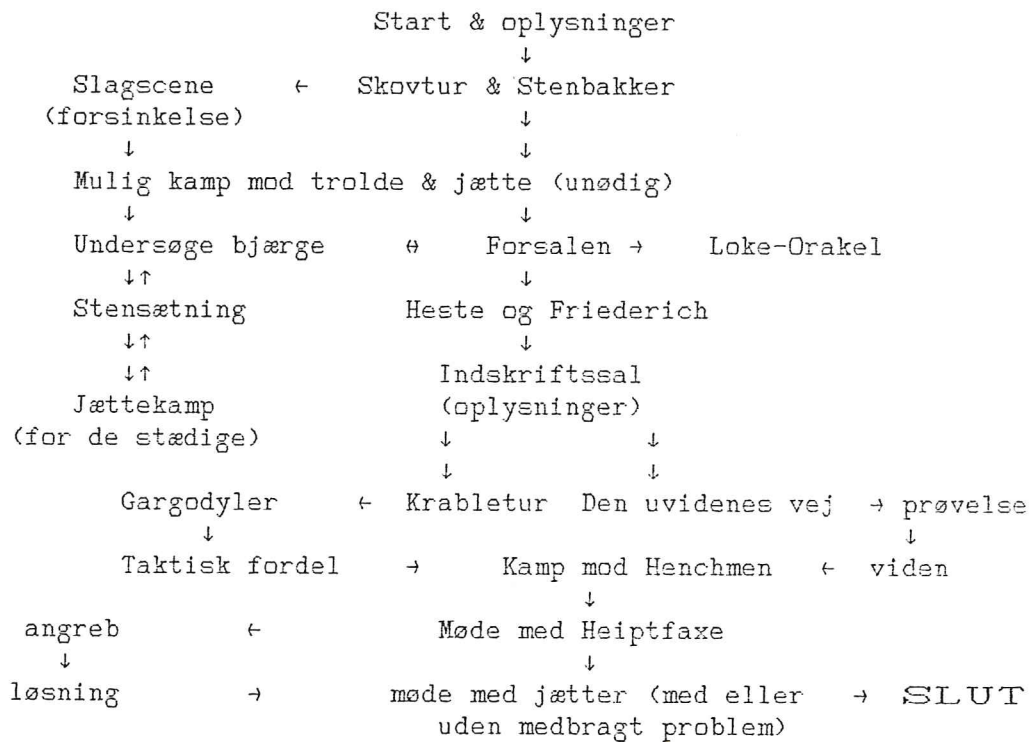 Start & oplysninger
↓
Slagscene ← Skovtur & Stenbakker
(forsinkelse) ↓
↓ ↓
Mulig kamp mod trolde & jætte (unødig)
↓ ↓
Undersøge bjærge ↔ Forsalen → Loke-Orakel
↓↑ ↓
Stensætning Heste og Friederich
↓↑ ↓
↓↑ Indskriftssal
Jættekamp (oplysninger)
(for de stædige) ↓ ↓
↓ ↓
Gargodyler ← Krabletur Den uvidenes vej → prøvelse
↓ ↓
Taktisk fordel → Kamp mod Henchmen ← viden
↓
angreb ← Møde med Heiptfaxe
↓ ↓
løsning → møde med jætter (med eller → SLUT
uden medbragt problem)